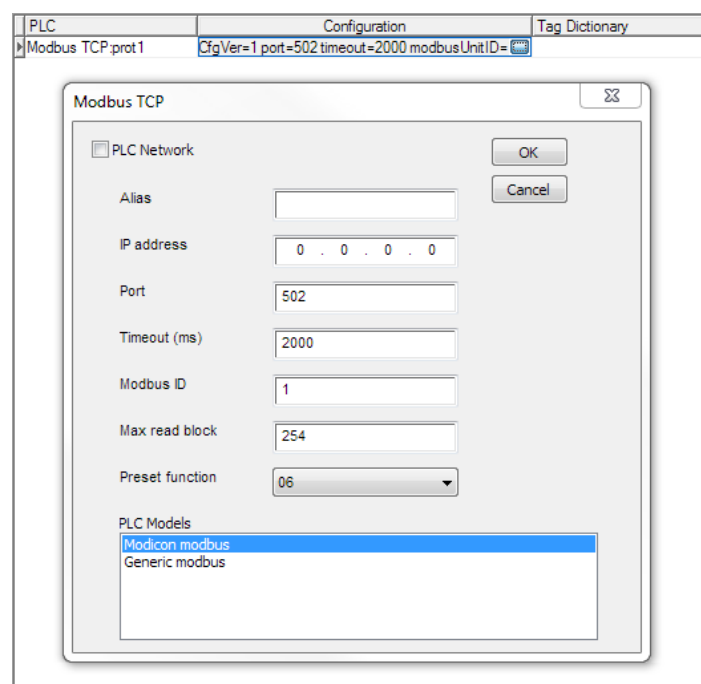 PLC Configuration Tag Dictionary
Modbus TCP:prot1 CfgVer=1 port=502 timeout=2000 modbusUnitID=
Modbus TCP
PLC Network OK
Cancel
Alias
IP address 0 . 0 . 0 . 0
Port 502
Timeout (ms) 2000
Modbus ID 1
Max read block 254
Preset function 06
PLC Models
Modicon modbus
Generic modbus